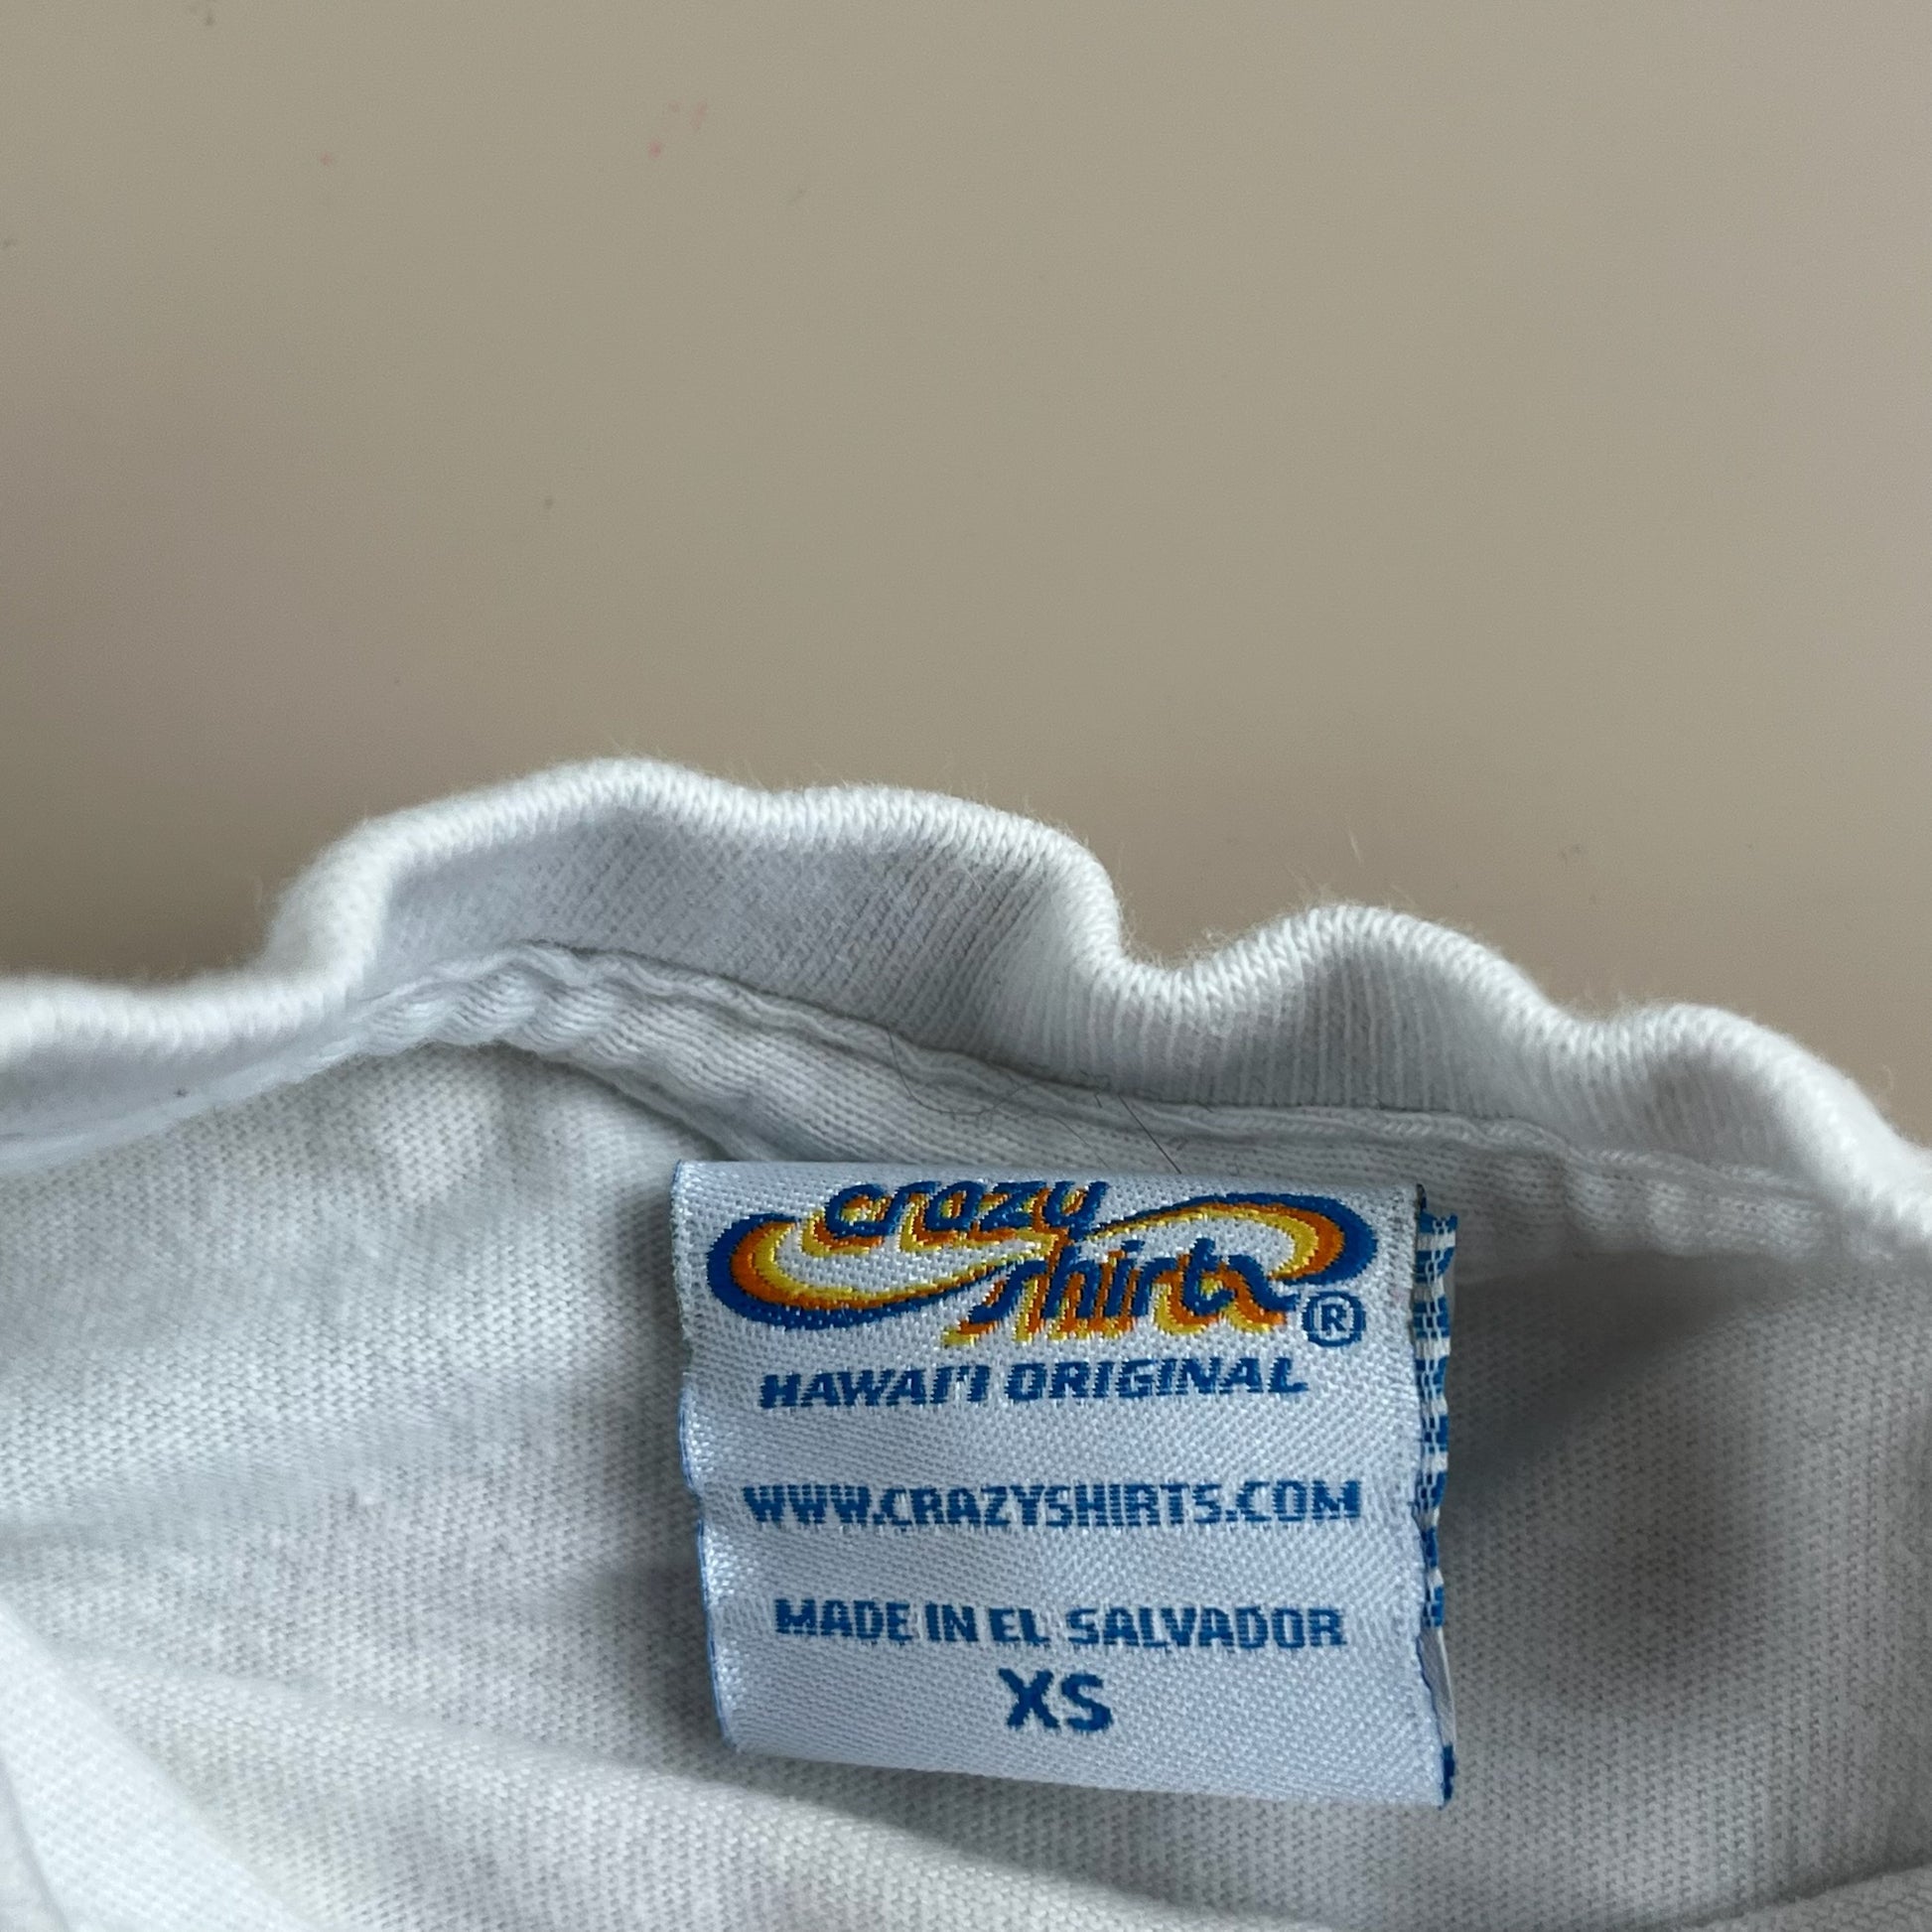 crazy
shirts®
HAWAI'I ORIGINAL
WWW.CRAZYSHIRTS.COM
MADE IN EL SALVADOR
XS